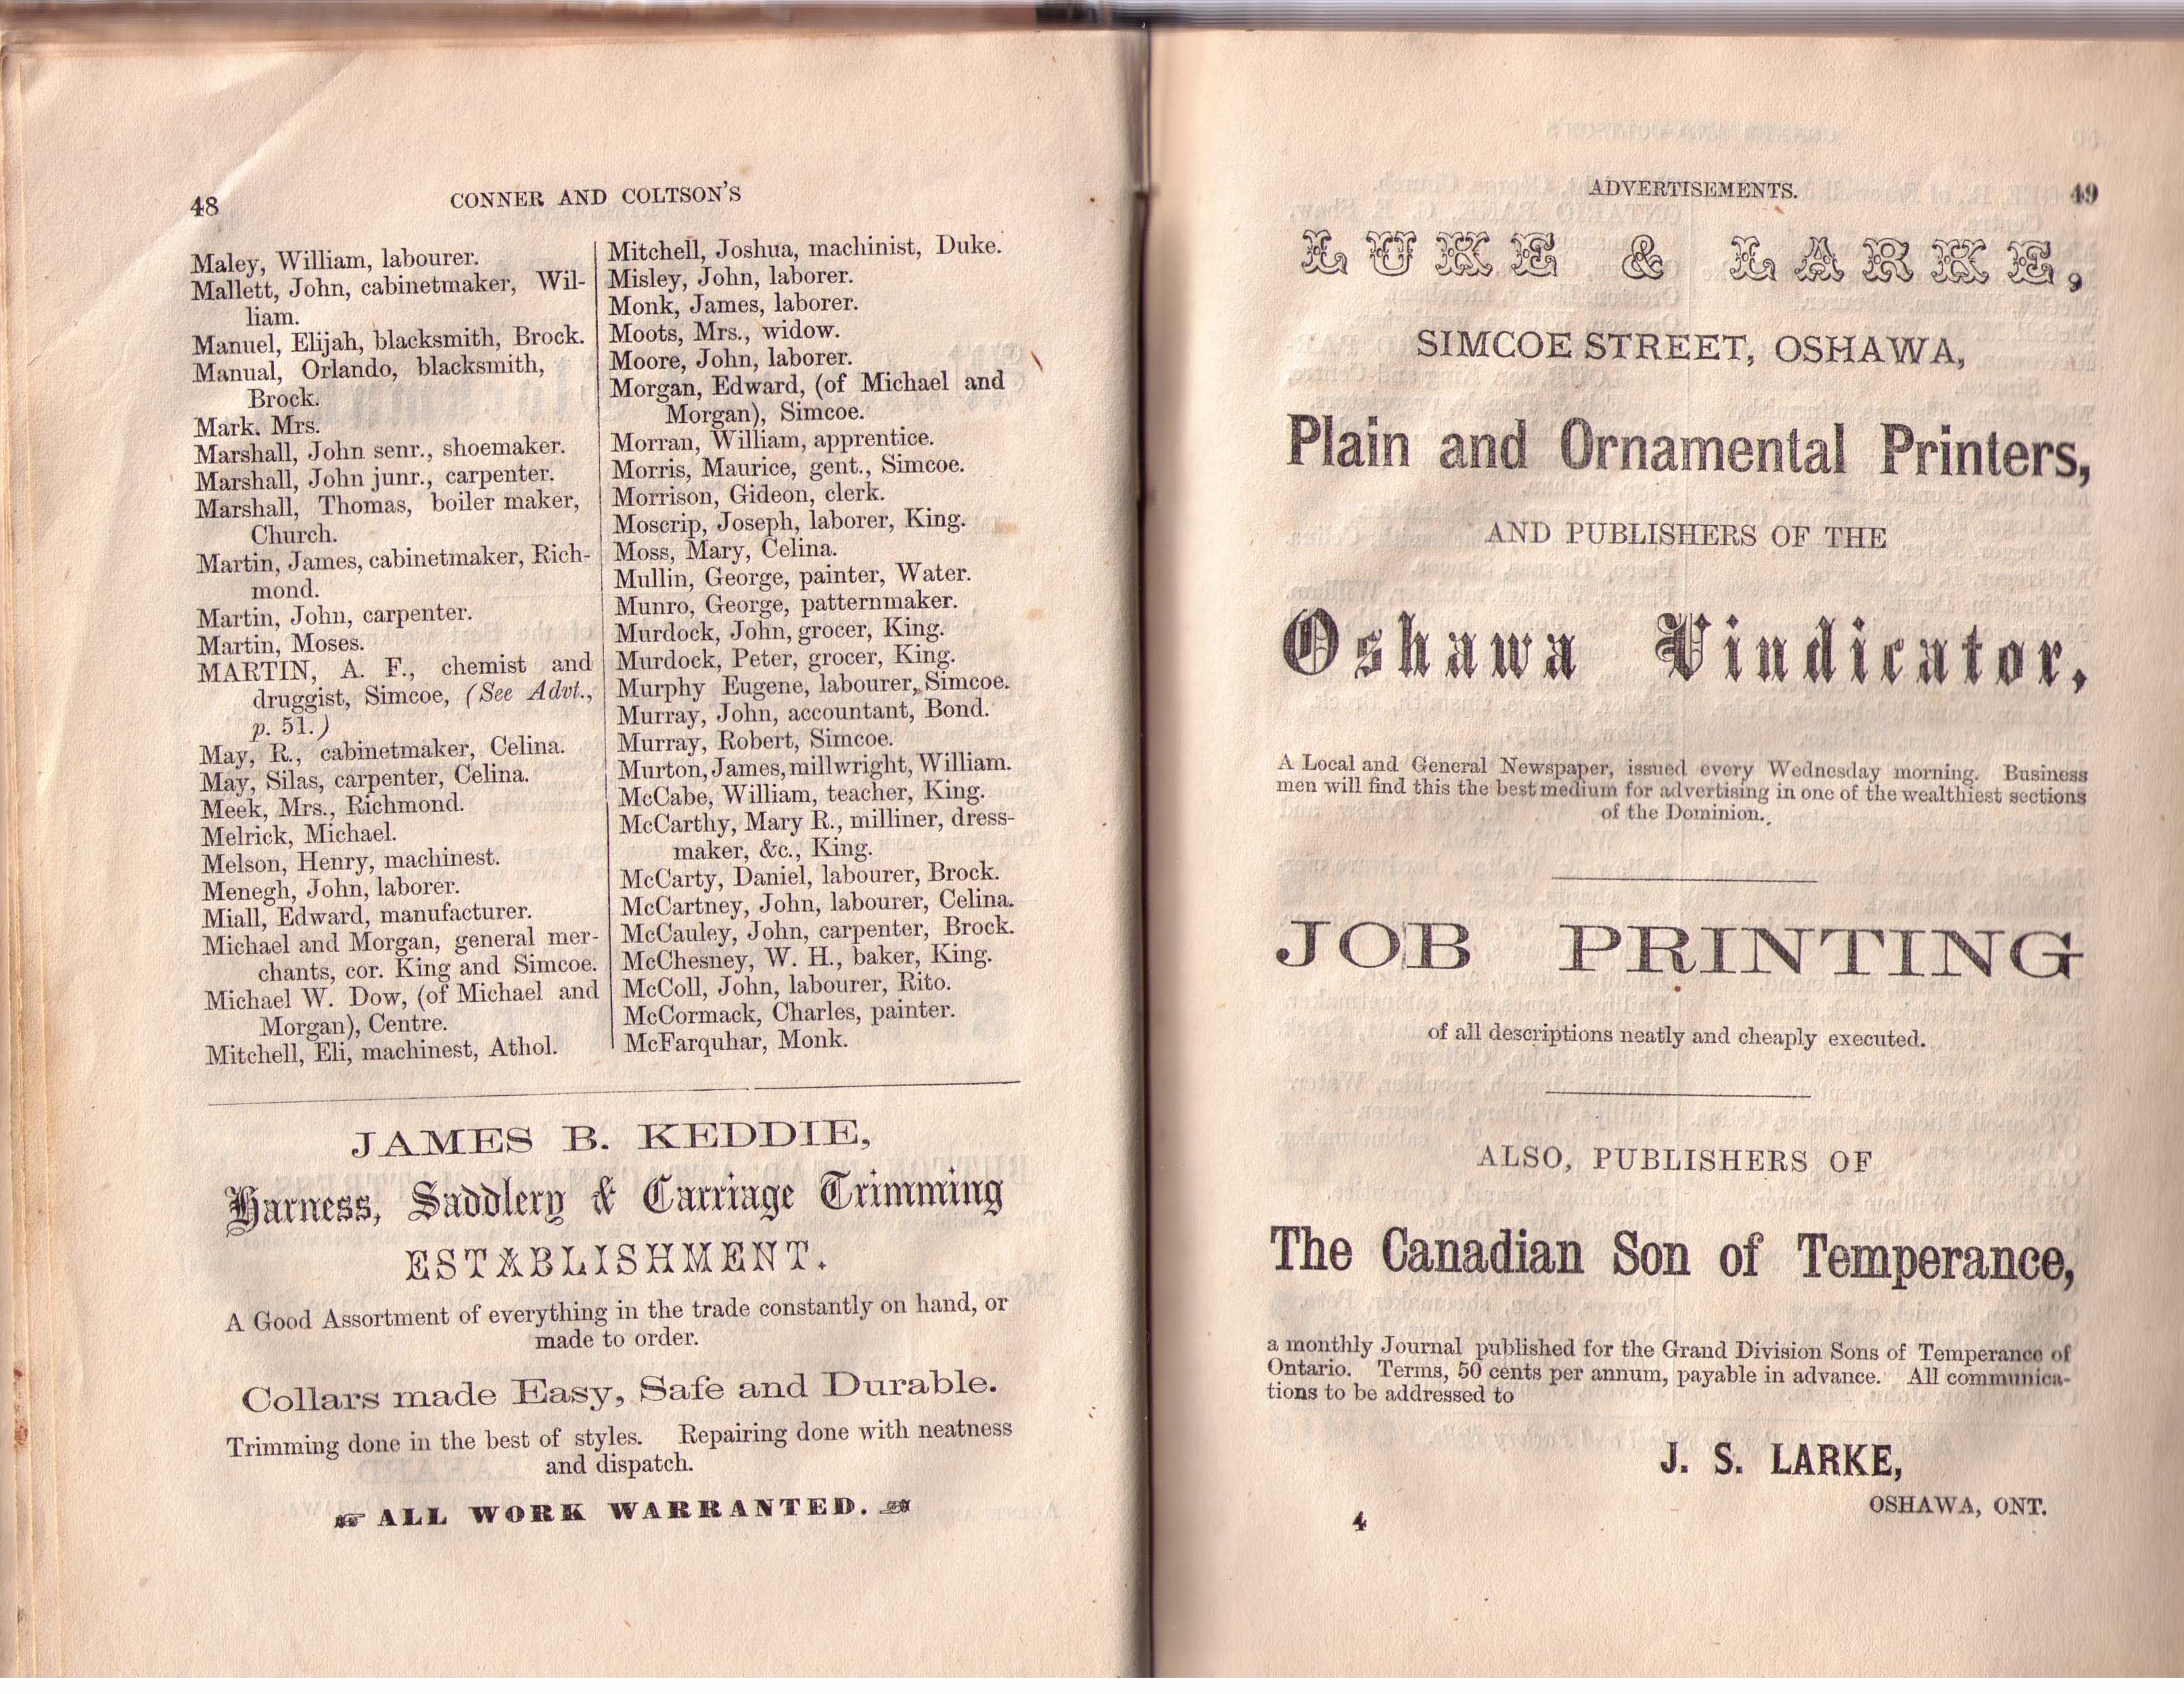 48
CONNER AND COLTSON'S
Maley, William, labourer.
Mallett, John, cabinetmaker, Wil-
liam.
Manuel, Elijah, blacksmith, Brock.
Manual, Orlando, blacksmith,
Brock.
Mark. Mrs.
Marshall, John senr., shoemaker.
Marshall, John junr., carpenter.
Marshall, Thomas, boiler maker,
Church.
Martin, James, cabinetmaker, Rich-
mond.
Martin, John, carpenter.
Martin, Moses.
MARTIN, A. F., chemist and
druggist, Simcoe, (See Advt.,
p. 51.)
May, R., cabinetmaker, Celina.
May, Silas, carpenter, Celina.
Meek, Mrs., Richmond.
Melrick, Michael.
Melson, Henry, machinest.
Menegh, John, laborer.
Miall, Edward, manufacturer.
Michael and Morgan, general mer-
chants, cor. King and Simcoe.
Michael W. Dow, (of Michael and
Morgan), Centre.
Mitchell, Eli, machinest, Athol.
Mitchell, Joshua, machinist, Duke.
Misley, John, laborer.
Monk, James, laborer.
Moots, Mrs., widow.
Moore, John, laborer.
Morgan, Edward, (of Michael and
Morgan), Simcoe.
Morran, William, apprentice.
Morris, Maurice, gent., Simcoe.
Morrison, Gideon, clerk.
Moscrip, Joseph, laborer, King.
Moss, Mary, Celina.
Mullin, George, painter, Water.
Munro, George, patternmaker.
Murdock, John, grocer, King.
Murdock, Peter, grocer, King.
Murphy Eugene, labourer, Simcoe.
Murray, John, accountant, Bond.
Murray, Robert, Simcoe.
Murton, James, millwright, William.
McCabe, William, teacher, King.
McCarthy, Mary R., milliner, dress-
maker, &c., King.
McCarty, Daniel, labourer, Brock.
McCartney, John, labourer, Celina.
McCauley, John, carpenter, Brock.
McChesney, W. H., baker, King.
McColl, John, labourer, Rito.
McCormack, Charles, painter.
McFarquhar, Monk.
JAMES B. KEDDIE,
Harness, Saddlery & Carriage Trimming
ESTABLISHMENT.
A Good Assortment of everything in the trade constantly on hand, or
made to order.
Collars made Easy, Safe and Durable.
Trimming done in the best of styles. Repairing done with neatness
and dispatch.
☞ ALL WORK WARRANTED. ☜
ADVERTISEMENTS.
49
LUKE & LARKE,
SIMCOE STREET, OSHAWA,
Plain and Ornamental Printers,
AND PUBLISHERS OF THE
Oshawa Vindicator,
A Local and General Newspaper, issued every Wednesday morning. Business
men will find this the best medium for advertising in one of the wealthiest sections
of the Dominion.
JOB PRINTING
of all descriptions neatly and cheaply executed.
ALSO, PUBLISHERS OF
The Canadian Son of Temperance,
a monthly Journal published for the Grand Division Sons of Temperance of
Ontario. Terms, 50 cents per annum, payable in advance. All communica-
tions to be addressed to
J. S. LARKE,
OSHAWA, ONT.
4